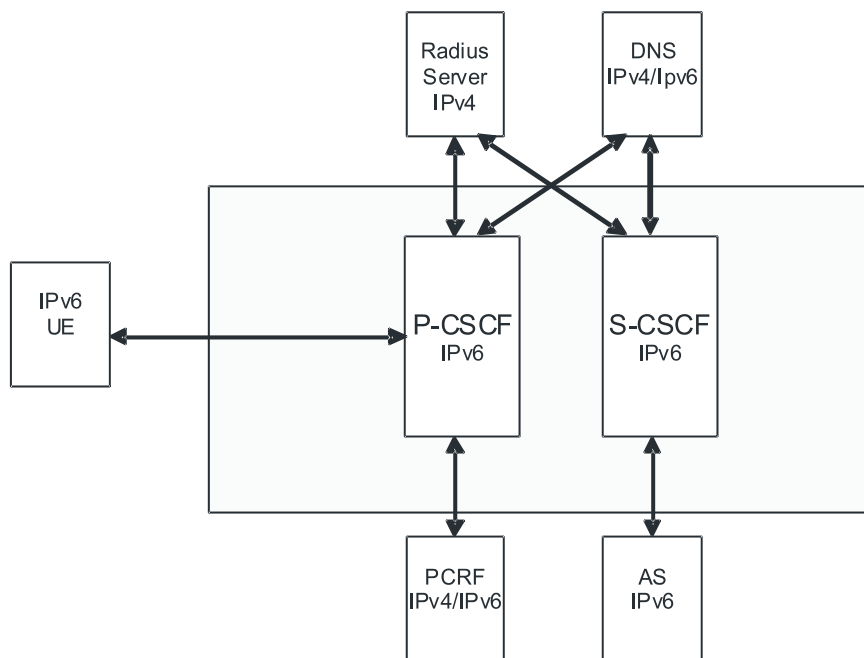 Radius
Server
IPv4
DNS
IPv4/Ipv6
IPv6
UE
P-CSCF
IPv6
S-CSCF
IPv6
PCRF
IPv4/IPv6
AS
IPv6